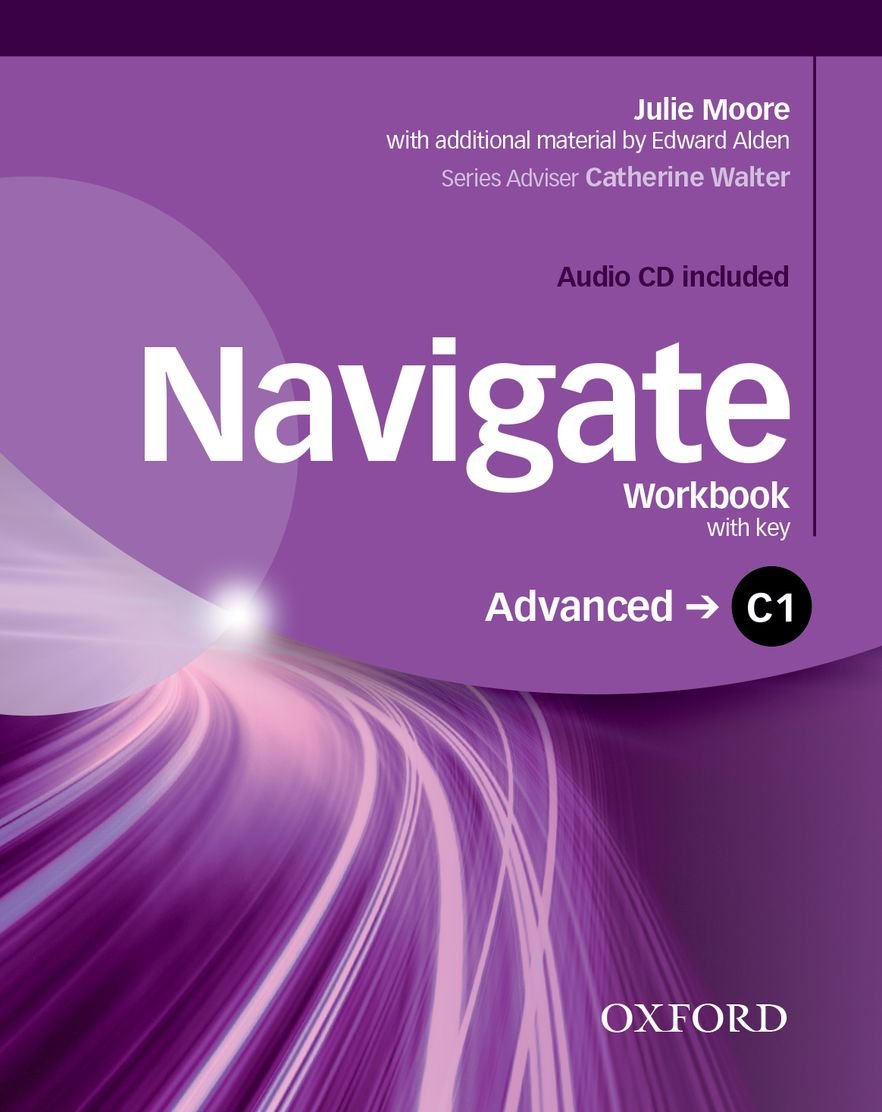 Julie Moore
with additional material by Edward Alden
Series Adviser Catherine Walter
Audio CD included
Navigate
Workbook
with key
Advanced → C1
OXFORD